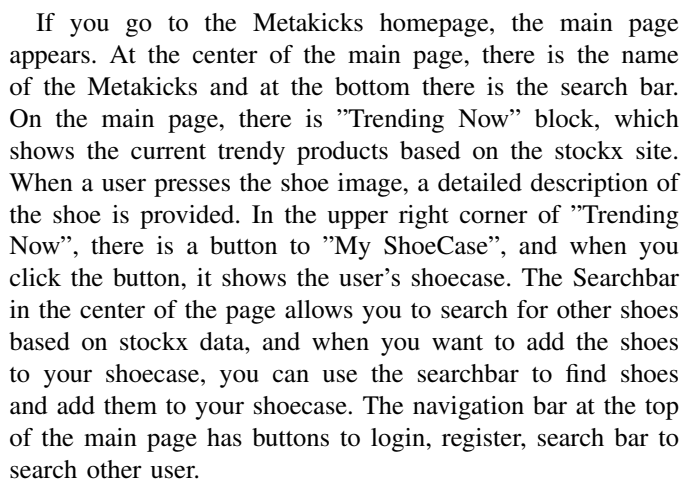 If you go to the Metakicks homepage, the main page
appears. At the center of the main page, there is the name
of the Metakicks and at the bottom there is the search bar.
On the main page, there is ”Trending Now” block, which
shows the current trendy products based on the stockx site.
When a user presses the shoe image, a detailed description of
the shoe is provided. In the upper right corner of ”Trending
Now”, there is a button to ”My ShoeCase”, and when you
click the button, it shows the user’s shoecase. The Searchbar
in the center of the page allows you to search for other shoes
based on stockx data, and when you want to add the shoes
to your shoecase, you can use the searchbar to find shoes
and add them to your shoecase. The navigation bar at the top
of the main page has buttons to login, register, search bar to
search other user.